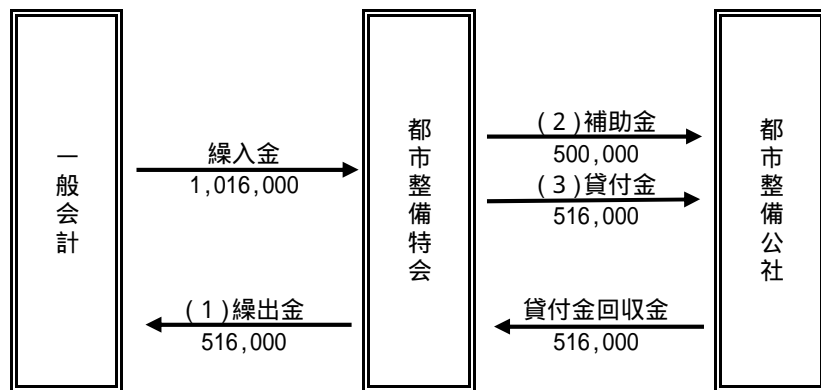 一般会計
繰入金
1,016,000
(1)繰出金
516,000
都市整備特会
(2)補助金
500,000
(3)貸付金
516,000
貸付金回収金
516,000
都市整備公社